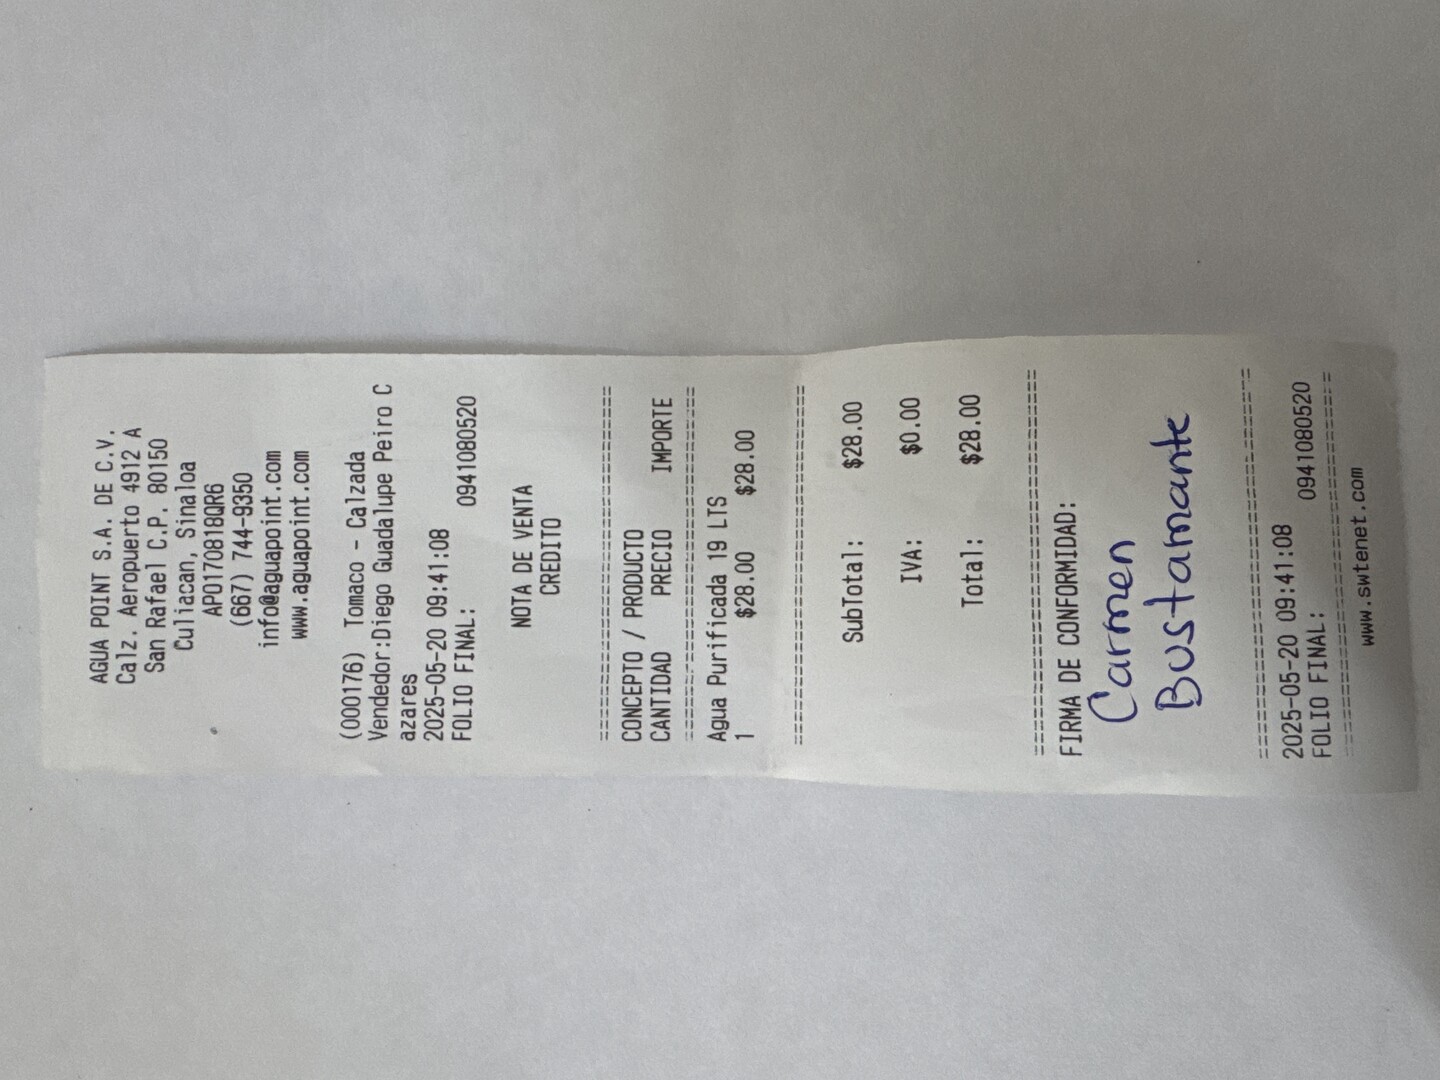 AGUA POINT S.A. DE C.V.
Calz. Aeropuerto 4912 A
San Rafael C.P. 80150
Culiacan, Sinaloa
APO170818QR6
(667) 744-9350
info@aguapoint.com
www.aguapoint.com
(000176) Tomaco - Calzada
Vendedor:Diego Guadalupe Peiro C
azares
2025-05-20 09:41:08
FOLIO FINAL: 0941080520
NOTA DE VENTA
CREDITO
================================
CONCEPTO / PRODUCTO
CANTIDAD PRECIO IMPORTE
================================
Agua Purificada 19 LTS
1 $28.00 $28.00
================================
SubTotal: $28.00
IVA: $0.00
Total: $28.00
================================
FIRMA DE CONFORMIDAD:
Carmen
Bustamante
================================
2025-05-20 09:41:08
FOLIO FINAL: 0941080520
================================
www.swtenet.com